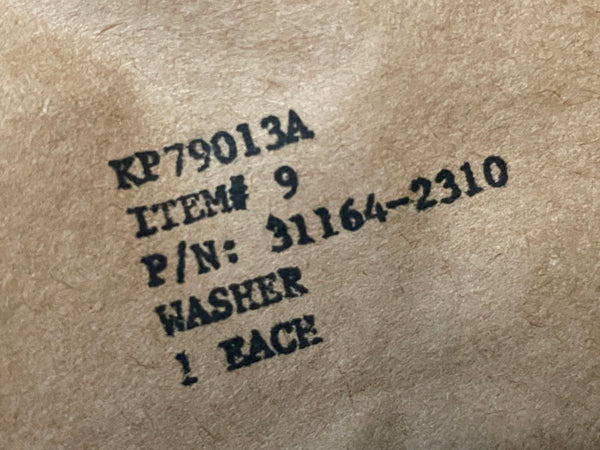 KP79013A
ITEM# 9
P/N: 31164-2310
WASHER
1 EACH